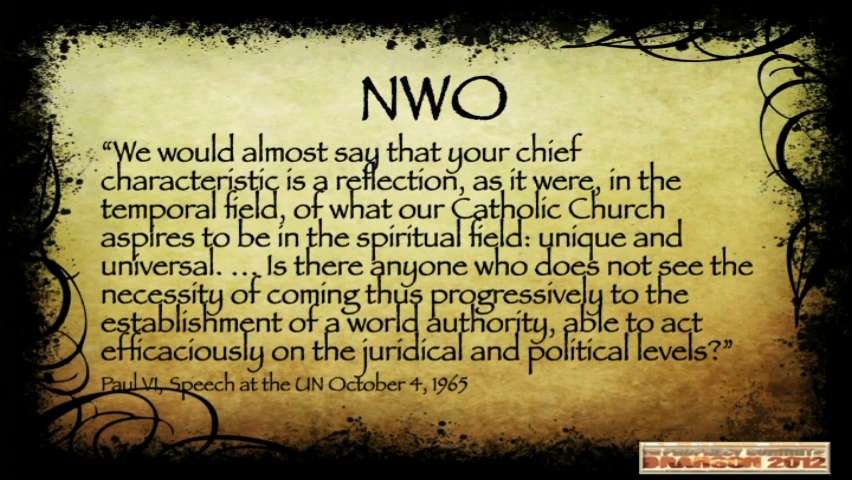 NWO
“We would almost say that your chief
characteristic is a reflection, as it were, in the
temporal field, of what our Catholic Church
aspires to be in the spiritual field: unique and
universal. … Is there anyone who does not see the
necessity of coming thus progressively to the
establishment of a world authority, able to act
efficaciously on the juridical and political levels?”
Paul VI, Speech at the UN October 4, 1965
PROPHECY SUMMIT
BRANSON 2012